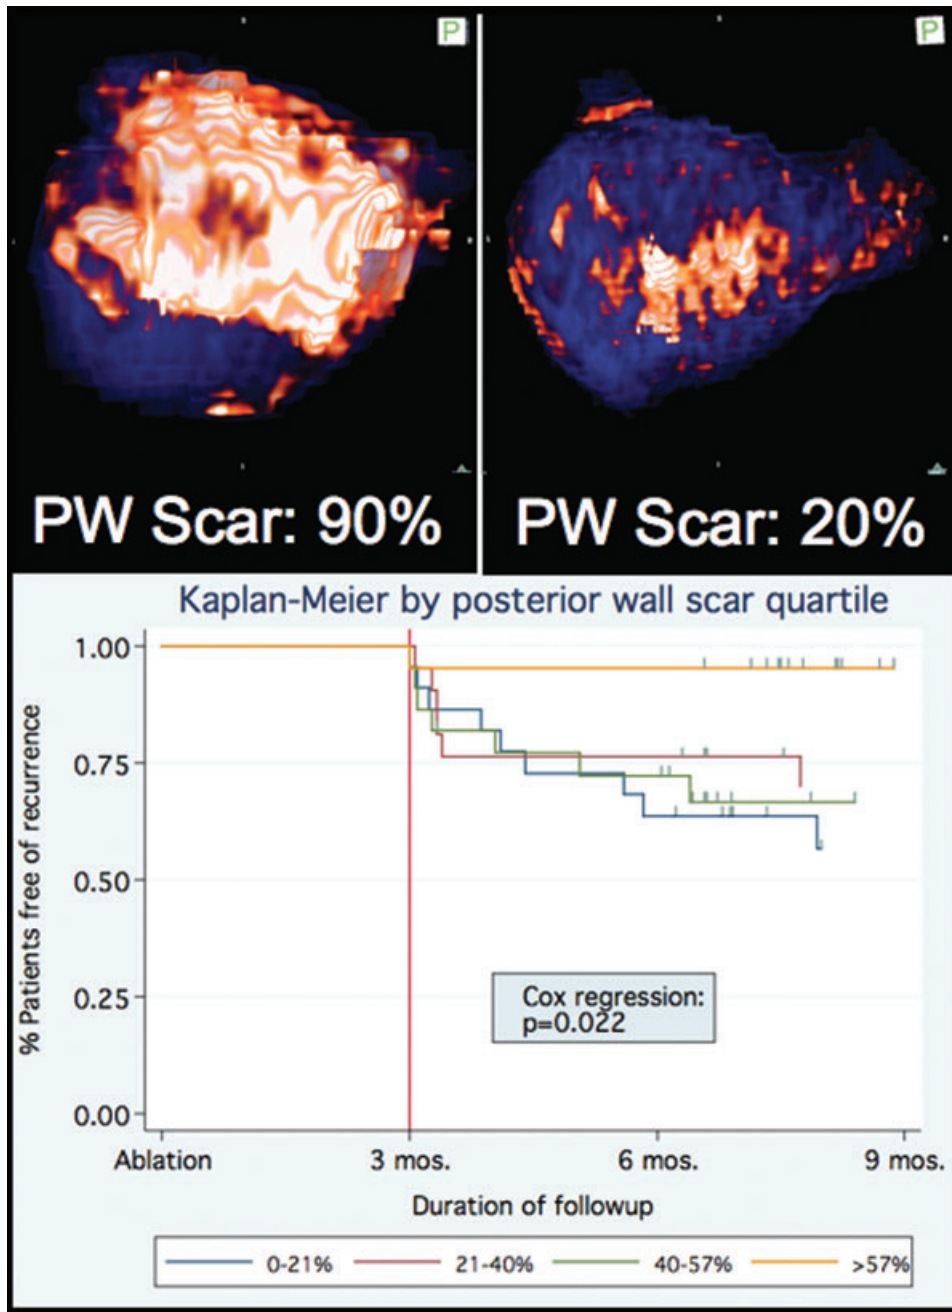 P
P
PW Scar: 90%
PW Scar: 20%
Kaplan-Meier by posterior wall scar quartile
% Patients free of recurrence
1.00
0.75
0.50
0.25
0.00
Cox regression:
p=0.022
Ablation 3 mos. 6 mos. 9 mos.
Duration of followup
0-21% 21-40% 40-57% >57%